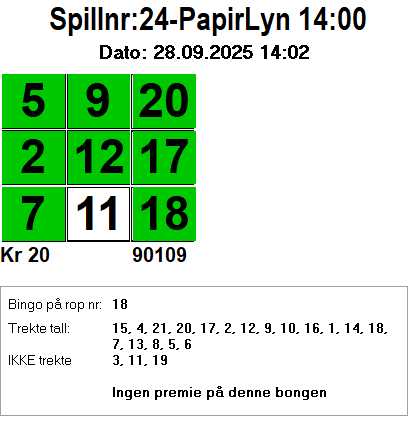 Spillnr:24-PapirLyn 14:00
Dato: 28.09.2025 14:02
5 9 20
2 12 17
7 11 18
Kr 20 90109
Bingo på rop nr: 18
Trekte tall: 15, 4, 21, 20, 17, 2, 12, 9, 10, 16, 1, 14, 18,
7, 13, 8, 5, 6
IKKE trekte 3, 11, 19
Ingen premie på denne bongen